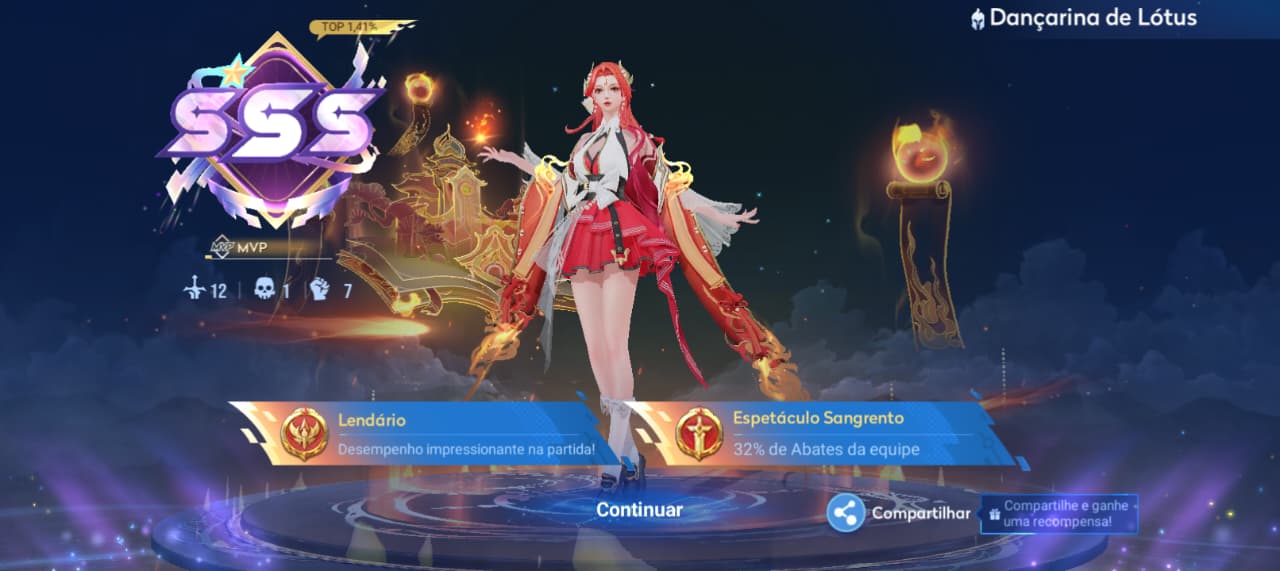 Dançarina de Lótus
TOP 1,41%
SSS
MVP MVP
12 1 7
Lendário
Desempenho impressionante na partida!
Espetáculo Sangrento
32% de Abates da equipe
Continuar
Compartilhar
Compartilhe e ganhe
uma recompensa!